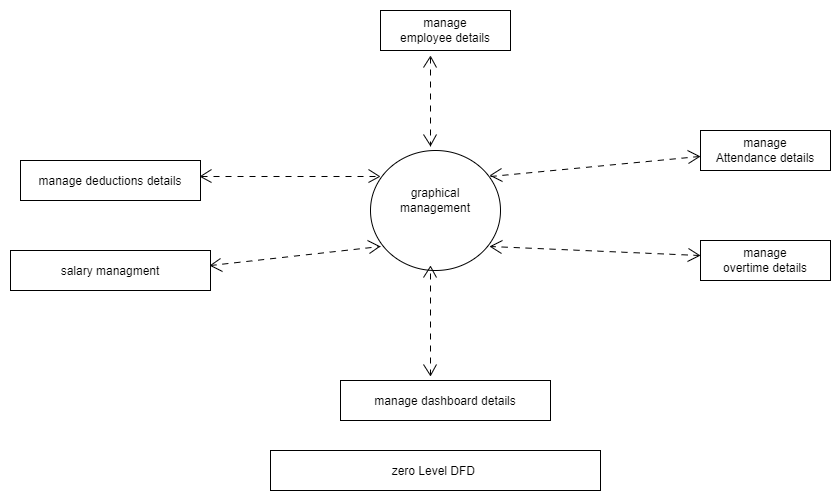 manage
employee details
manage
Attendance details
manage deductions details
graphical
management
salary managment
manage
overtime details
manage dashboard details
zero Level DFD